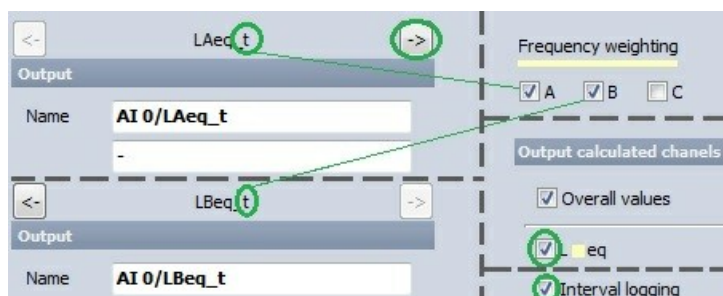 <- LAeq_t ->
Output
Name AI 0/LAeq_t
-
<- LBeq_t ->
Output
Name AI 0/LBeq_t
Frequency weighting
A B C
Output calculated chanels
Overall values
L eq
Interval logging